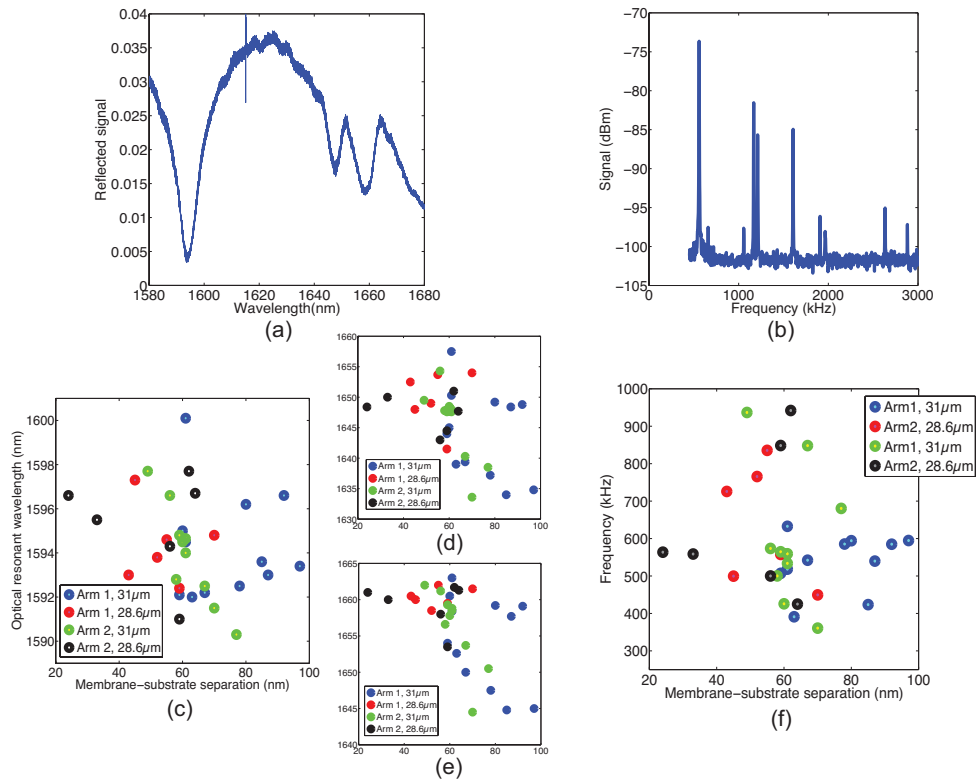 0.04
0.035
0.03
0.025
0.02
0.015
0.01
0.005
0
Reflected signal
1580 1600 1620 1640 1660 1680
Wavelength(nm)
(a)
−70
−75
−80
−85
−90
−95
−100
−105
Signal (dBm)
0 1000 2000 3000
Frequency (kHz)
(b)
1600
1598
1596
1594
1592
1590
Optical resonant wavelength (nm)
Arm 1, 31µm
Arm 1, 28.6µm
Arm 2, 31µm
Arm 2, 28.6µm
20 40 60 80 100
Membrane−substrate separation (nm)
(c)
1660
1655
1650
1645
1640
1635
1630
Arm 1, 31µm
Arm 1, 28.6µm
Arm 2, 31µm
Arm 2, 28.6µm
20 40 60 80 100
(d)
1665
1660
1655
1650
1645
1640
Arm 1, 31µm
Arm 1, 28.6µm
Arm 2, 31µm
Arm 2, 28.6µm
20 40 60 80 100
(e)
1000
900
800
700
600
500
400
300
Frequency (kHz)
Arm1, 31µm
Arm2, 28.6µm
Arm1, 31µm
Arm2, 28.6µm
20 40 60 80 100
Membrane−substrate separation (nm)
(f)